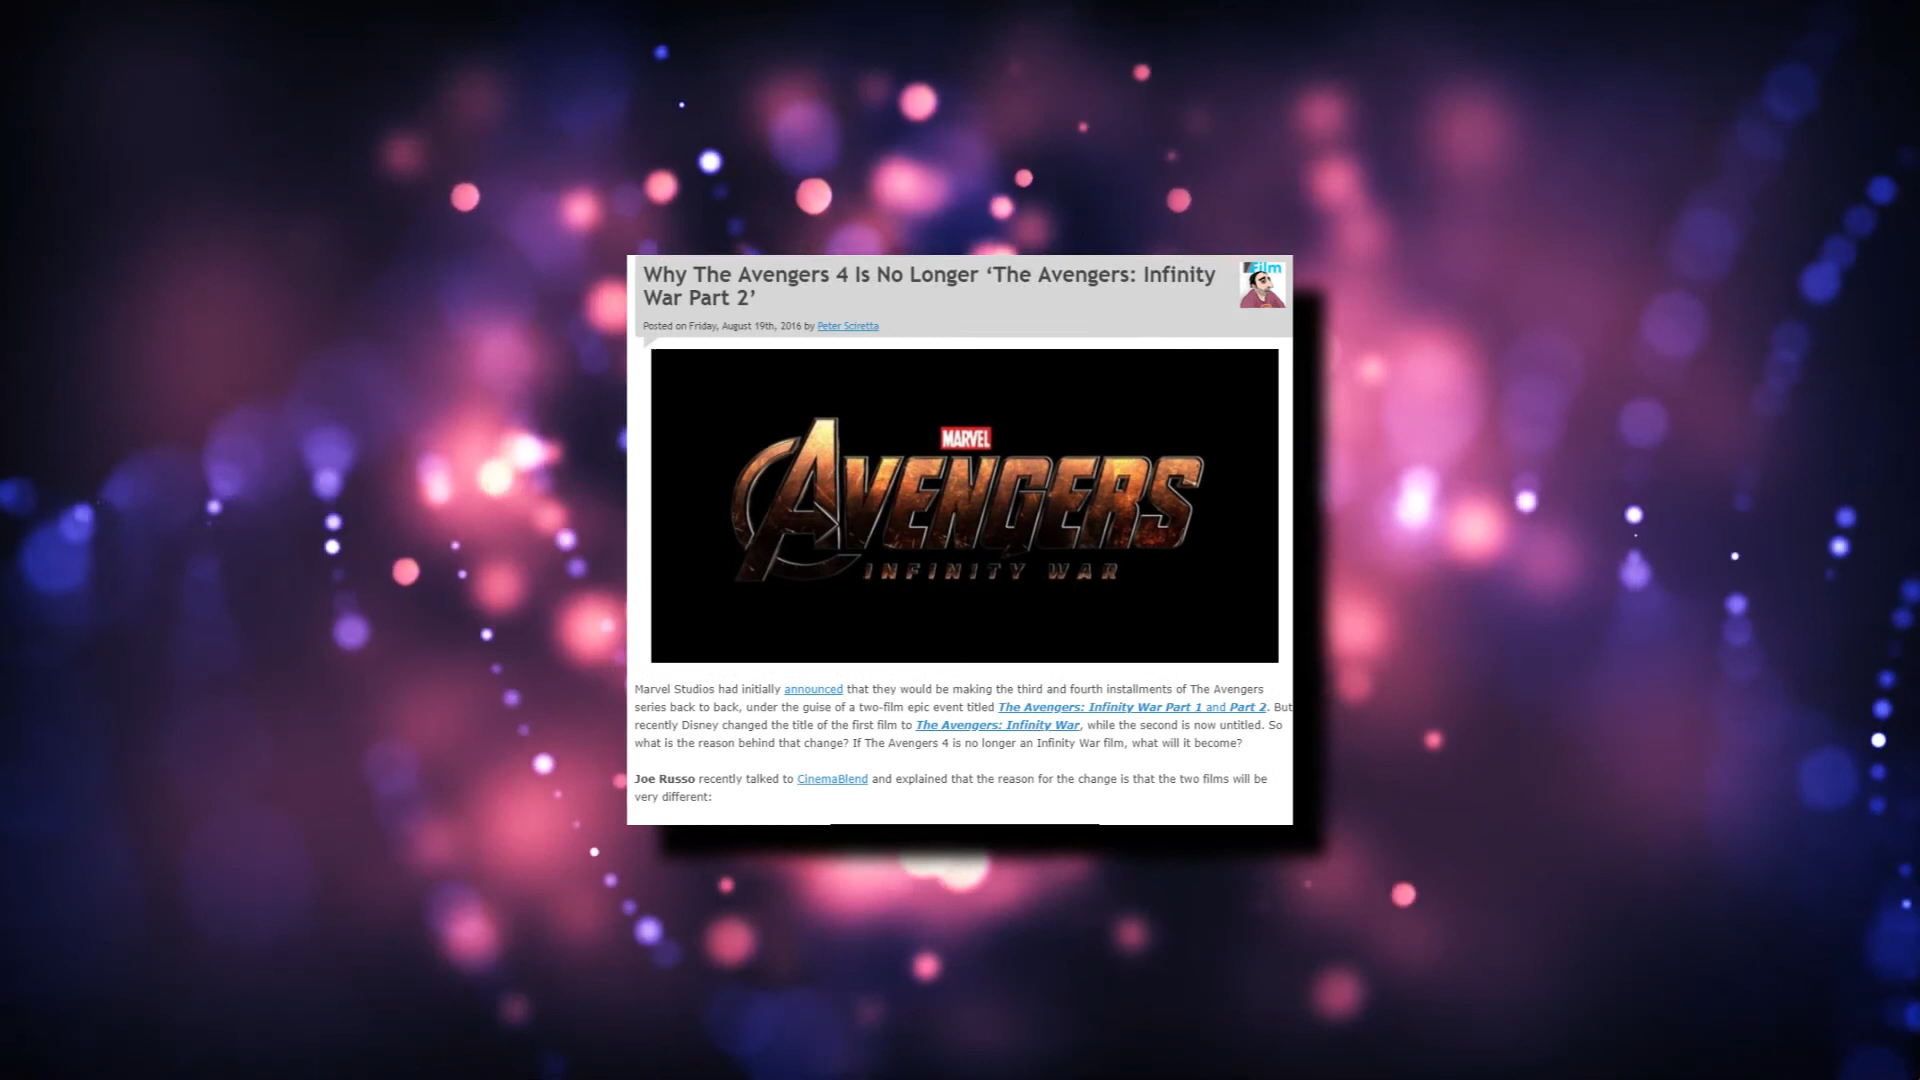 Why The Avengers 4 Is No Longer ‘The Avengers: Infinity
War Part 2’
Film
Posted on Friday, August 19th, 2016 by Peter Sciretta
MARVEL
AVENGERS
INFINITY WAR
Marvel Studios had initially announced that they would be making the third and fourth installments of The Avengers
series back to back, under the guise of a two-film epic event titled The Avengers: Infinity War Part 1 and Part 2. But
recently Disney changed the title of the first film to The Avengers: Infinity War, while the second is now untitled. So
what is the reason behind that change? If The Avengers 4 is no longer an Infinity War film, what will it become?
Joe Russo recently talked to CinemaBlend and explained that the reason for the change is that the two films will be
very different: